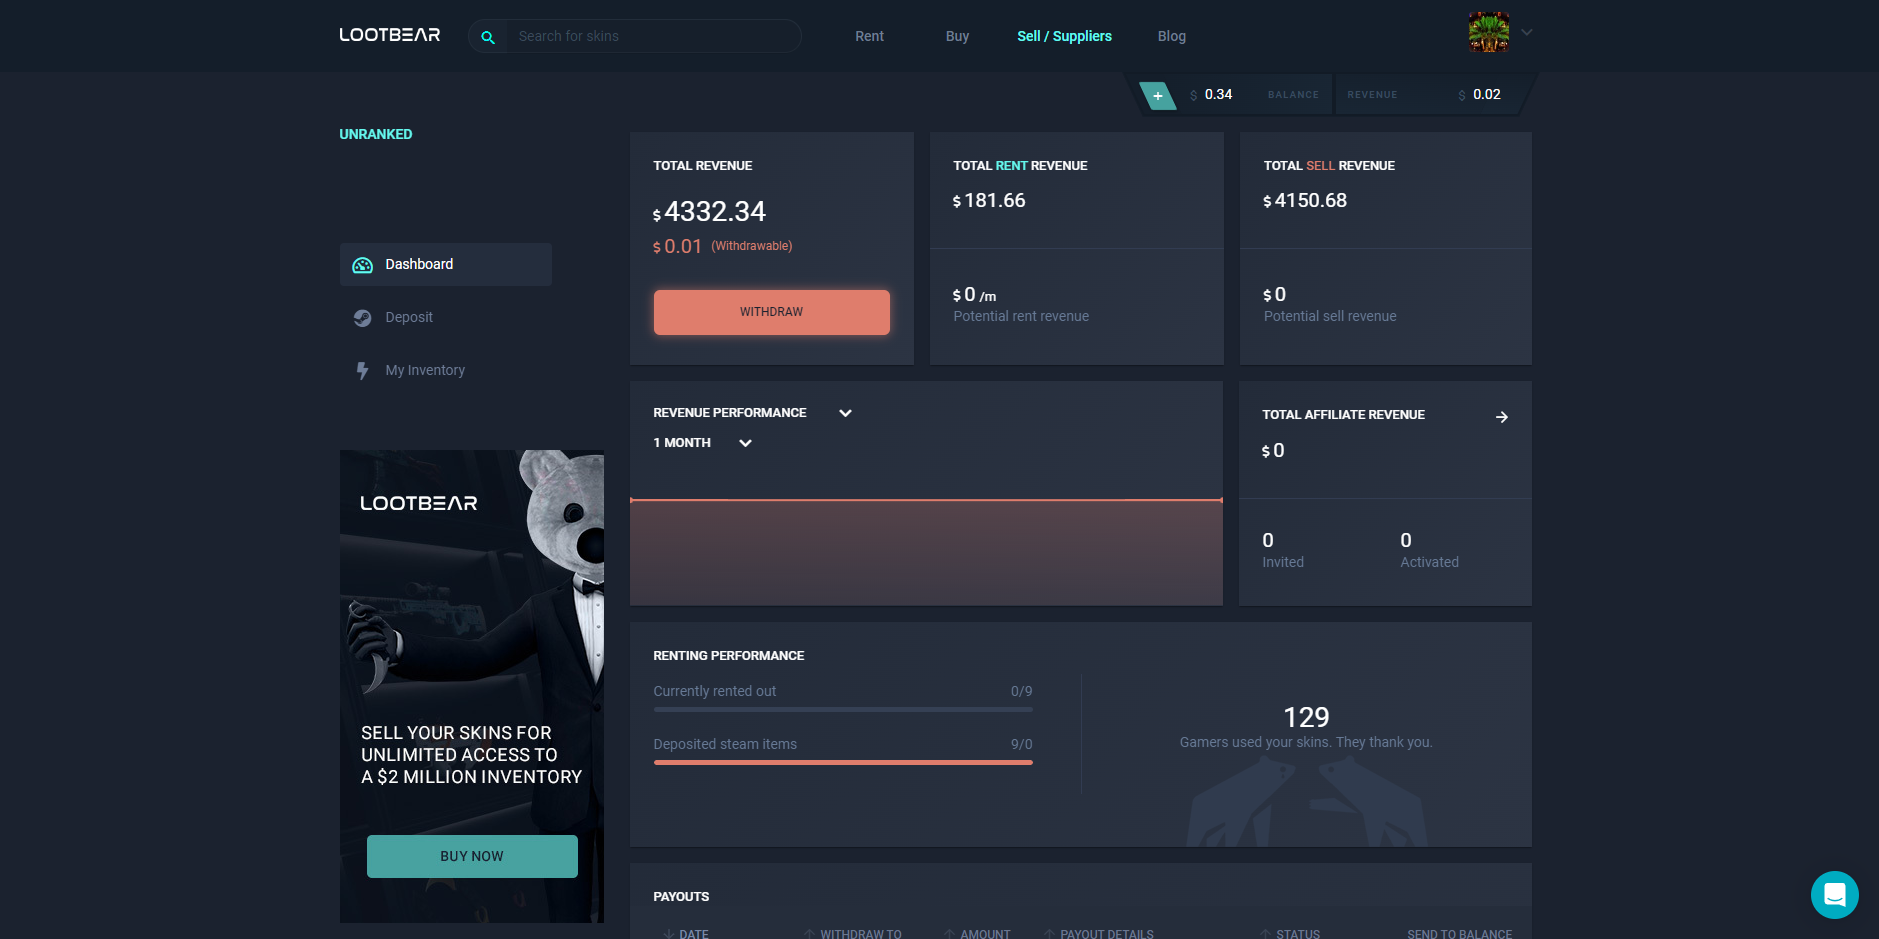 LOOTBEAR
Search for skins
Rent
Buy
Sell / Suppliers
Blog
+
$ 0.34
BALANCE
REVENUE
$ 0.02
UNRANKED
Dashboard
Deposit
My Inventory
TOTAL REVENUE
$ 4332.34
$ 0.01 (Withdrawable)
WITHDRAW
TOTAL RENT REVENUE
$ 181.66
$ 0 /m
Potential rent revenue
TOTAL SELL REVENUE
$ 4150.68
$ 0
Potential sell revenue
REVENUE PERFORMANCE
1 MONTH
TOTAL AFFILIATE REVENUE
$ 0
0
Invited
0
Activated
LOOTBEAR
SELL YOUR SKINS FOR
UNLIMITED ACCESS TO
A $2 MILLION INVENTORY
BUY NOW
RENTING PERFORMANCE
Currently rented out 0/9
Deposited steam items 9/0
129
Gamers used your skins. They thank you.
PAYOUTS
DATE
WITHDRAW TO
AMOUNT
PAYOUT DETAILS
STATUS
SEND TO BALANCE